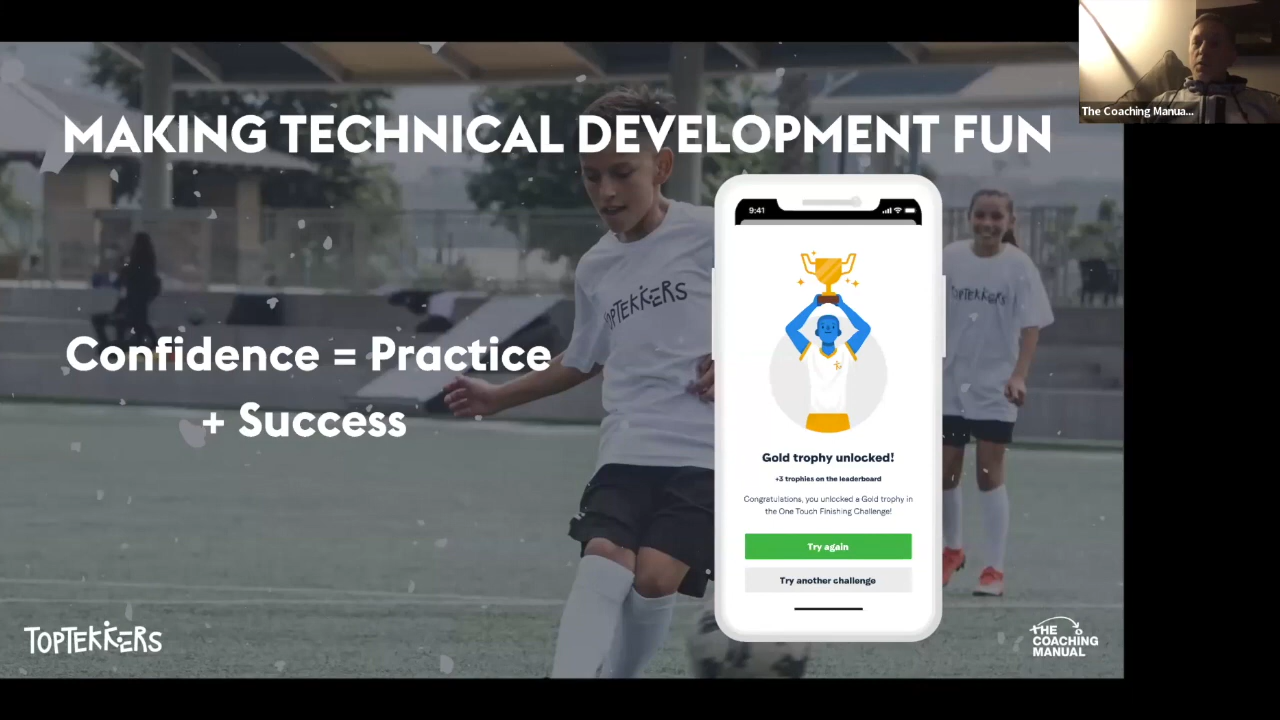 MAKING TECHNICAL DEVELOPMENT FUN
The Coaching Manua...
Confidence = Practice
+ Success
TOPTEKKERS
TOPTEKKERS
9:41
Gold trophy unlocked!
+3 trophies on the leaderboard
Congratulations, you unlocked a Gold trophy in
the One Touch Finishing Challenge!
Try again
Try another challenge
TOPTEKKERS
THE
COACHING
MANUAL